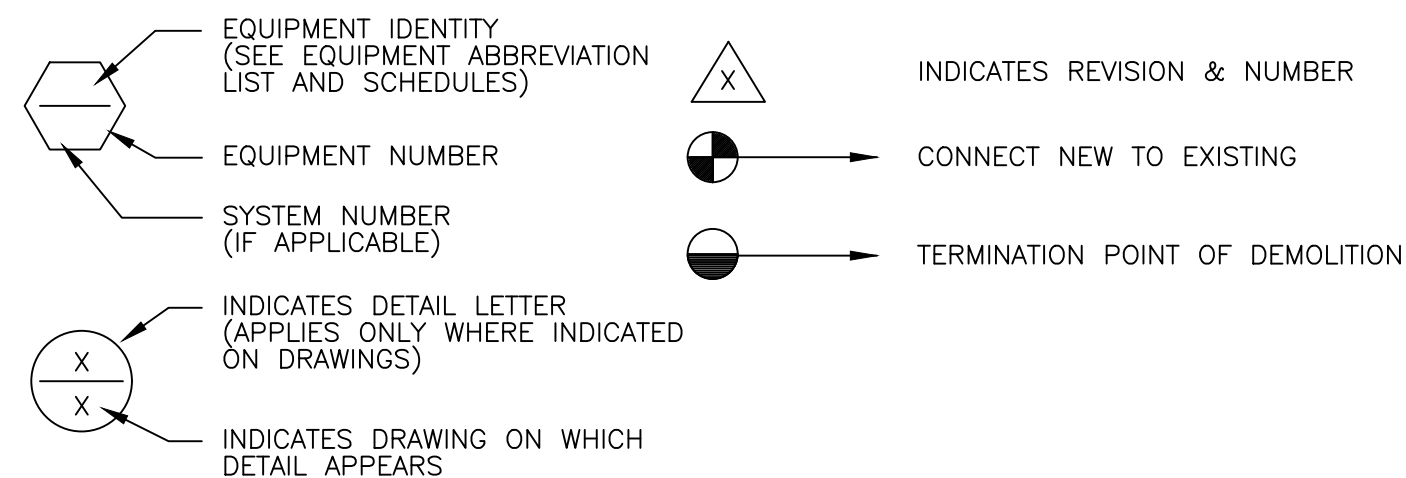 EQUIPMENT IDENTITY
(SEE EQUIPMENT ABBREVIATION
LIST AND SCHEDULES)
EQUIPMENT NUMBER
SYSTEM NUMBER
(IF APPLICABLE)
X
X
INDICATES DETAIL LETTER
(APPLIES ONLY WHERE INDICATED
ON DRAWINGS)
INDICATES DRAWING ON WHICH
DETAIL APPEARS
X
INDICATES REVISION & NUMBER
CONNECT NEW TO EXISTING
TERMINATION POINT OF DEMOLITION